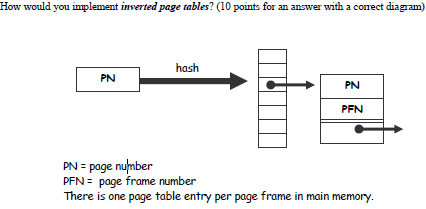 How would you implement inverted page tables? (10 points for an answer with a correct diagram)
hash
PN
PN
PFN
PN = page number
PFN = page frame number
There is one page table entry per page frame in main memory.